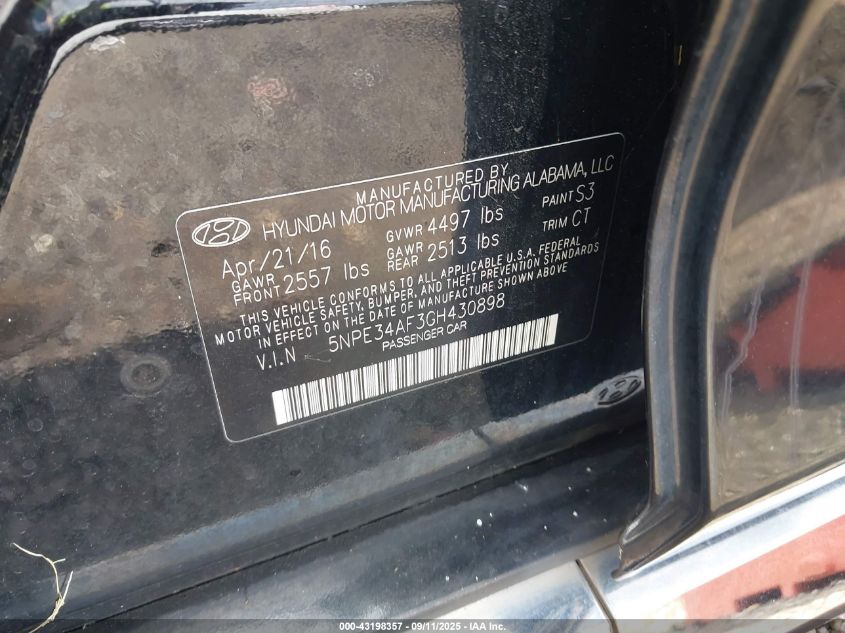 MANUFACTURED BY
HYUNDAI MOTOR MANUFACTURING ALABAMA, LLC
Apr/21/16 GVWR 4497 lbs PAINT S3
GAWR FRONT 2557 lbs GAWR REAR 2513 lbs TRIM CT
THIS VEHICLE CONFORMS TO ALL APPLICABLE U.S.A. FEDERAL
MOTOR VEHICLE SAFETY, BUMPER, AND THEFT PREVENTION STANDARDS
IN EFFECT ON THE DATE OF MANUFACTURE SHOWN ABOVE
V.I.N 5NPE34AF3GH430898
PASSENGER CAR
000-43198357 - 09/11/2025 - IAA Inc.